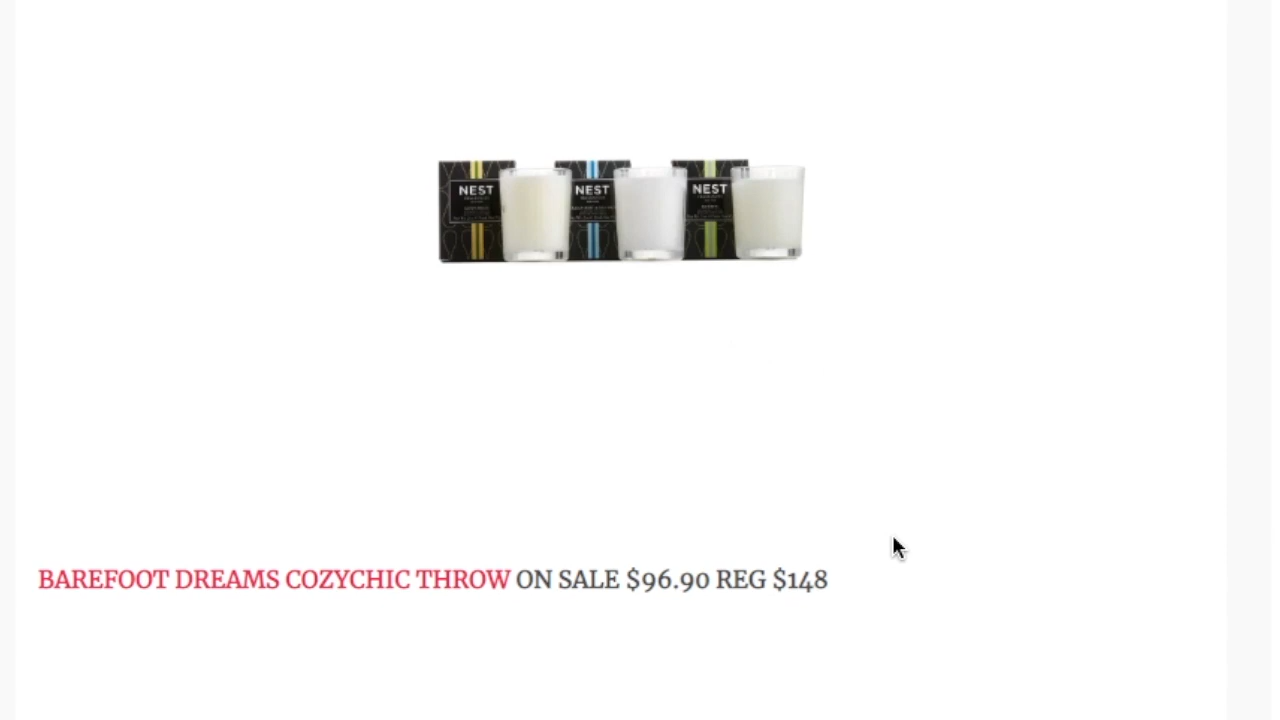 NEST NEST NEST
BAREFOOT DREAMS COZYCHIC THROW ON SALE $96.90 REG $148